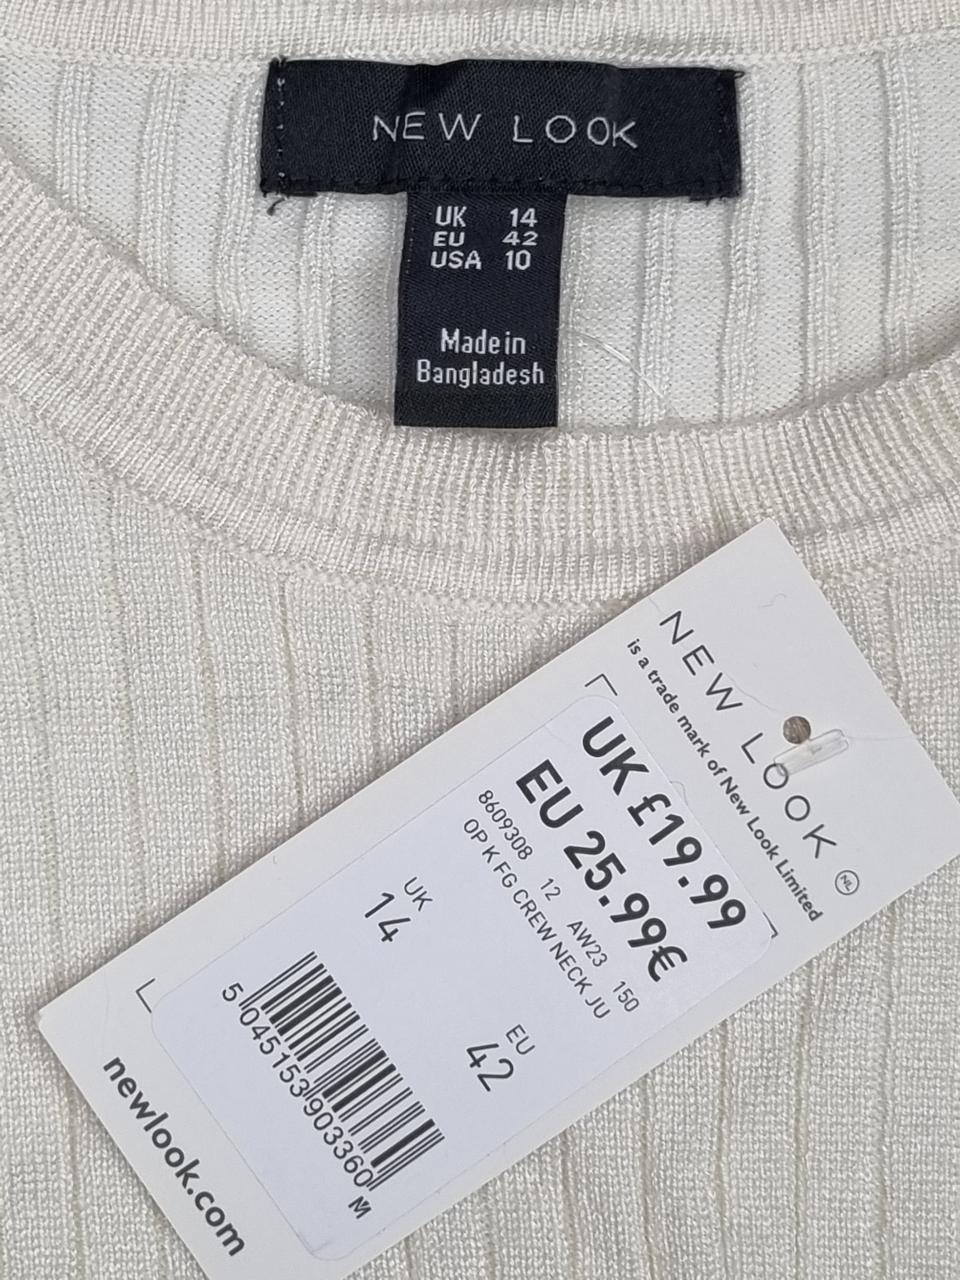 NEW LOOK
UK 14
EU 42
USA 10
Made in
Bangladesh
NEW LOOK
is a trade mark of New Look Limited
NL
UK £19.99
EU 25.99€
8609308 12 AW23 150
OP K FG CREW NECK JU
UK EU
14 42
5 045153 903360
M
newlook.com